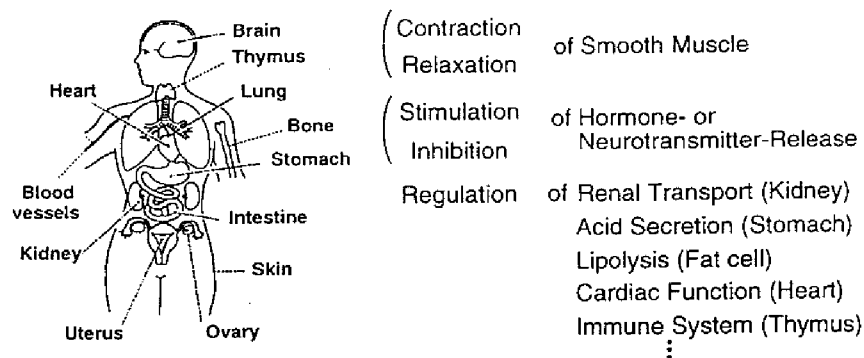 Brain
Thymus
Heart
Lung
Bone
Stomach
Blood
vessels
Intestine
Kidney
Skin
Uterus
Ovary
Contraction
Relaxation
of Smooth Muscle
Stimulation
Inhibition
of Hormone- or
Neurotransmitter-Release
Regulation of Renal Transport (Kidney)
Acid Secretion (Stomach)
Lipolysis (Fat cell)
Cardiac Function (Heart)
Immune System (Thymus)